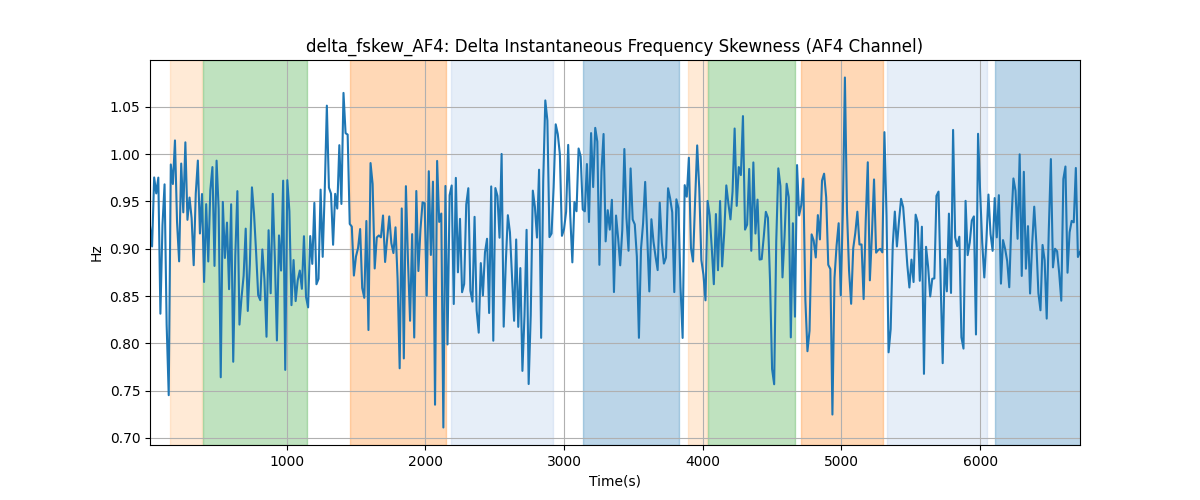 delta_fskew_AF4: Delta Instantaneous Frequency Skewness (AF4 Channel)
1.05
1.00
0.95
0.90
0.85
0.80
0.75
0.70
Hz
1000 2000 3000 4000 5000 6000
Time(s)